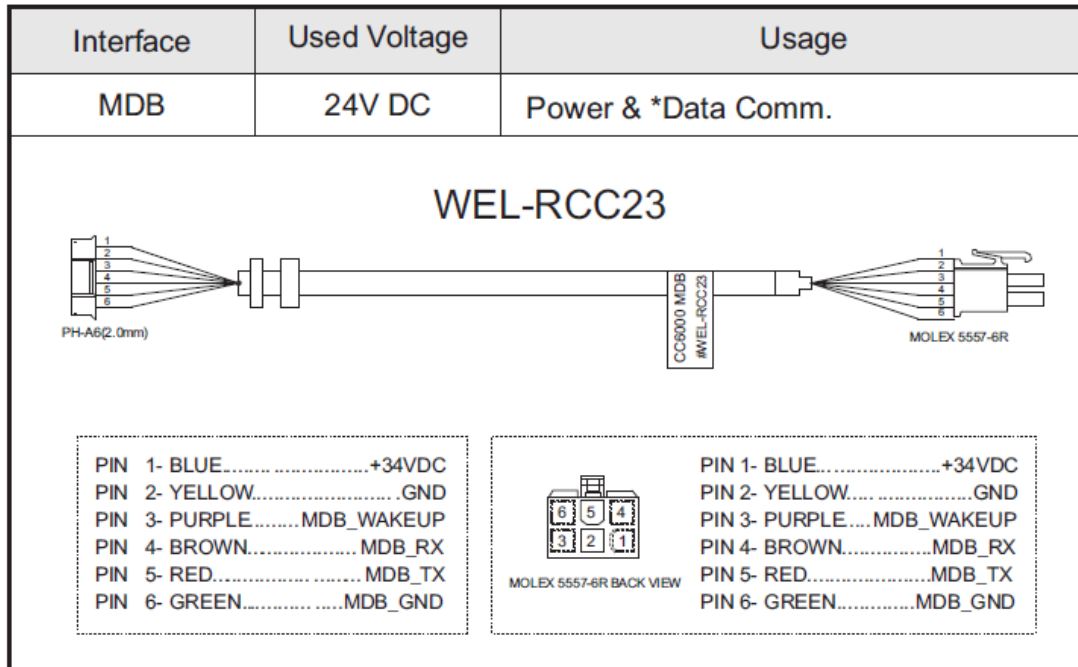 Interface Used Voltage Usage
MDB 24V DC Power & *Data Comm.
WEL-RCC23
1
2
3
4
5
6
PH-A6(2.0mm)
CC6000 MDB
#WEL-RCC23
1
2
3
4
5
6
MOLEX 5557-6R
PIN 1- BLUE........................+34VDC
PIN 2- YELLOW........................GND
PIN 3- PURPLE.........MDB_WAKEUP
PIN 4- BROWN...................MDB_RX
PIN 5- RED........................MDB_TX
PIN 6- GREEN................MDB_GND
6 5 4
3 2 1
MOLEX 5557-6R BACK VIEW
PIN 1- BLUE.....................+34VDC
PIN 2- YELLOW.....................GND
PIN 3- PURPLE....MDB_WAKEUP
PIN 4- BROWN...............MDB_RX
PIN 5- RED.....................MDB_TX
PIN 6- GREEN.............MDB_GND